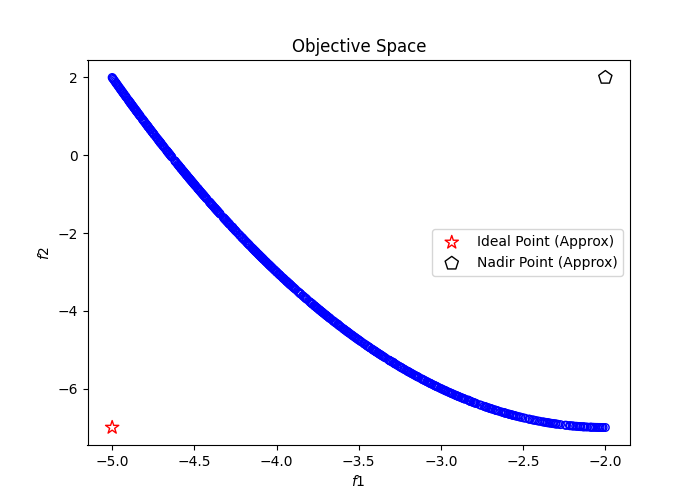 Objective Space
2
0
−2
−4
−6
f2
Ideal Point (Approx)
Nadir Point (Approx)
−5.0 −4.5 −4.0 −3.5 −3.0 −2.5 −2.0
f1